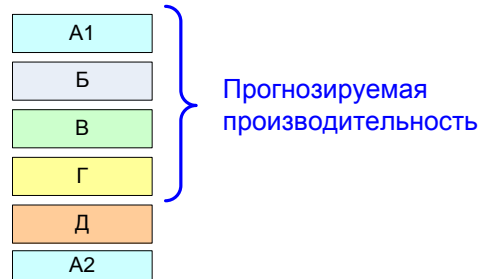 А1
Б
В
Г
Д
А2
Прогнозируемая
производительность